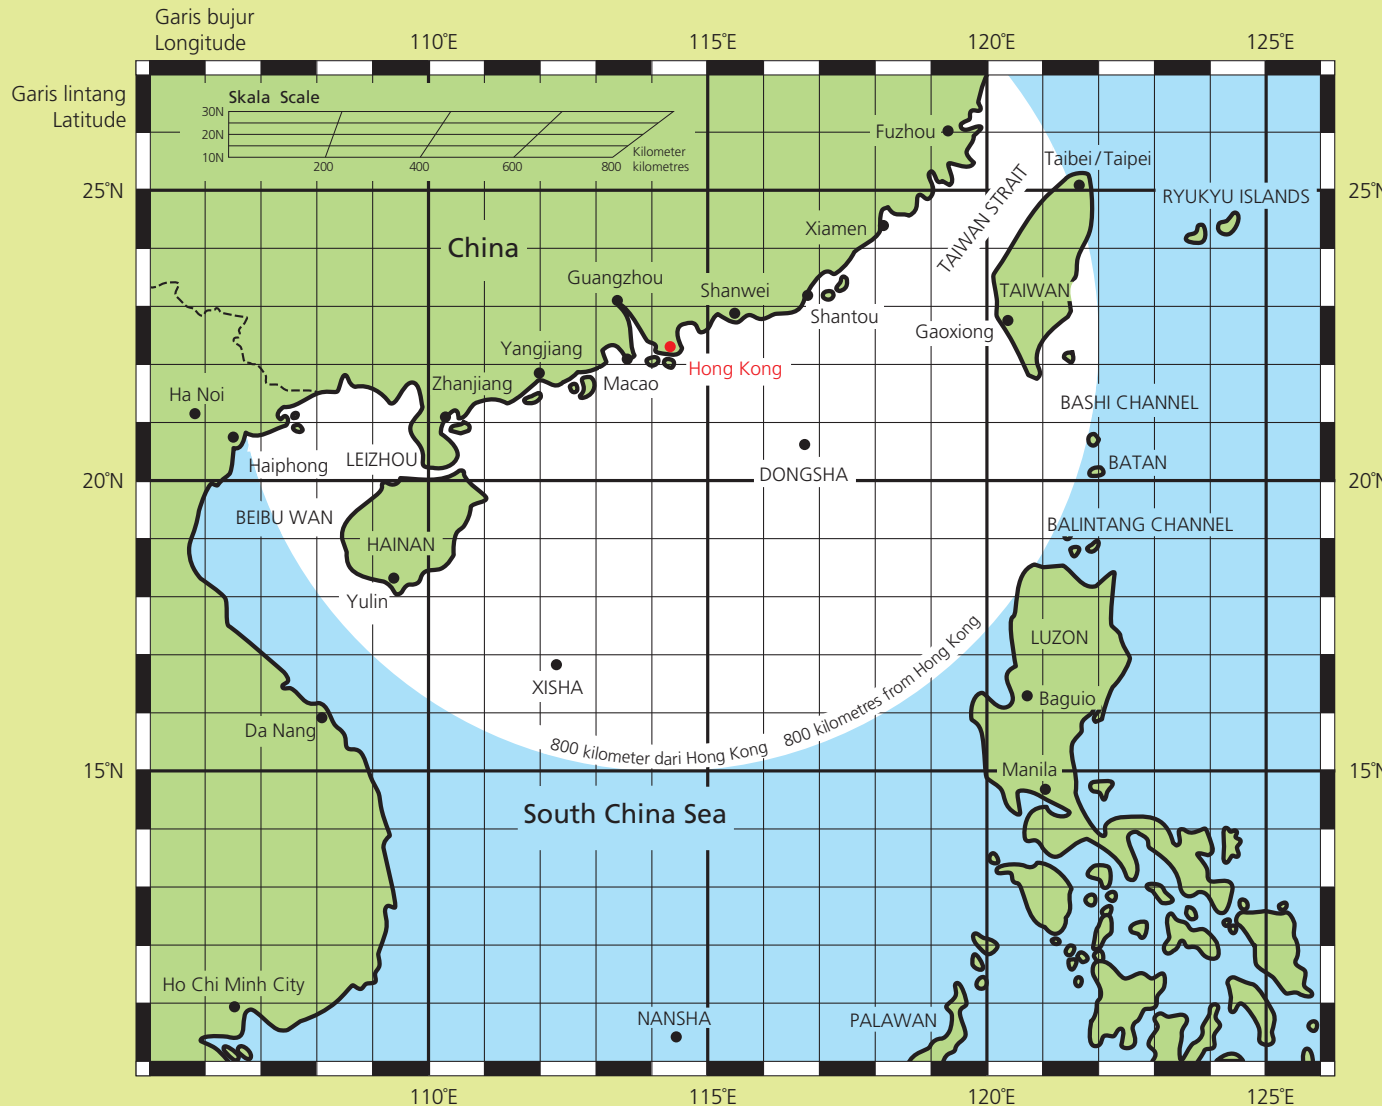 Garis bujur
Longitude
110°E
115°E
120°E
125°E
Garis lintang
Latitude
Skala Scale
30N
20N
10N
200
400
600
800
Kilometer
kilometres
Fuzhou
Taibei/Taipei
25°N
25°N
RYUKYU ISLANDS
TAIWAN STRAIT
Xiamen
China
Guangzhou
Shanwei
TAIWAN
Shantou
Gaoxiong
Yangjiang
Hong Kong
Zhanjiang
Macao
Ha Noi
BASHI CHANNEL
Haiphong
LEIZHOU
DONGSHA
BATAN
20°N
20°N
BEIBU WAN
BALINTANG CHANNEL
HAINAN
Yulin
LUZON
XISHA
Baguio
Da Nang
800 kilometer dari Hong Kong
800 kilometres from Hong Kong
15°N
Manila
15°N
South China Sea
Ho Chi Minh City
NANSHA
PALAWAN
110°E
115°E
120°E
125°E